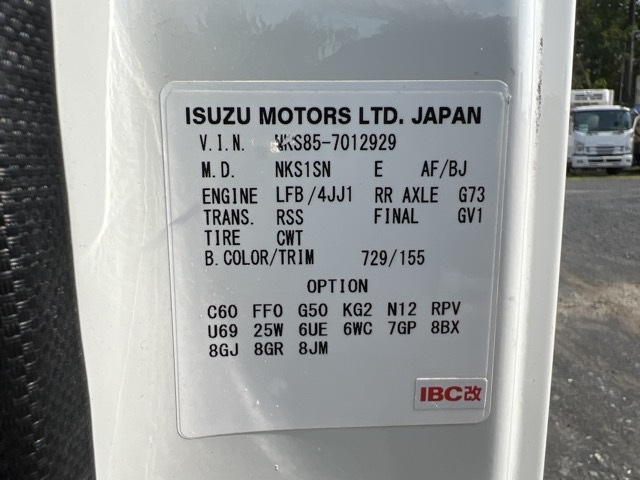 ISUZU MOTORS LTD. JAPAN
V.I.N. NKS85-7012929
M.D. NKS1SN E AF/BJ
ENGINE LFB/4JJ1 RR AXLE G73
TRANS. RSS FINAL GV1
TIRE CWT
B.COLOR/TRIM 729/155
OPTION
C60 FF0 G50 KG2 N12 RPV
U69 25W 6UE 6WC 7GP 8BX
8GJ 8GR 8JM
IBC改